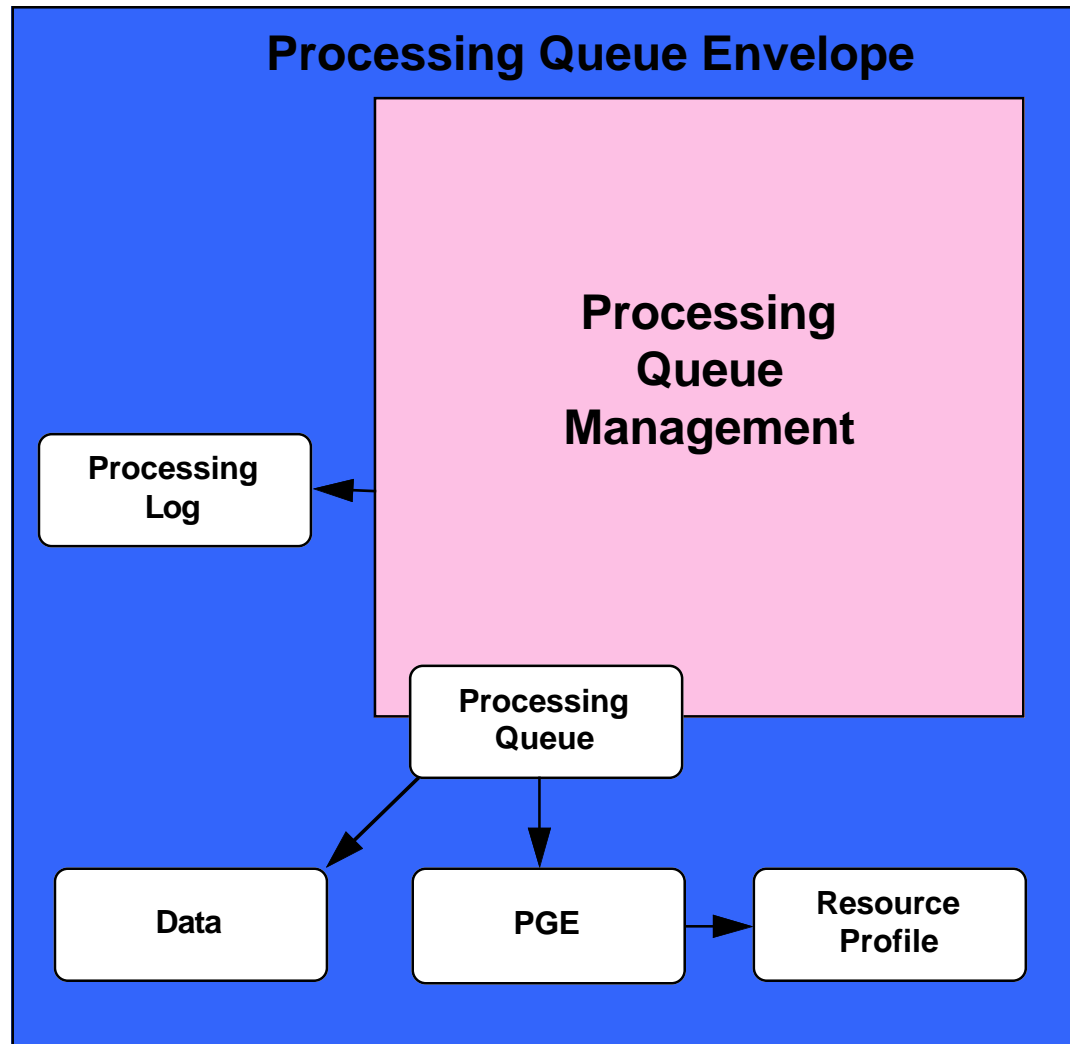 Processing Queue Envelope
Processing
Queue
Management
Processing
Log
Processing
Queue
Data
PGE
Resource
Profile